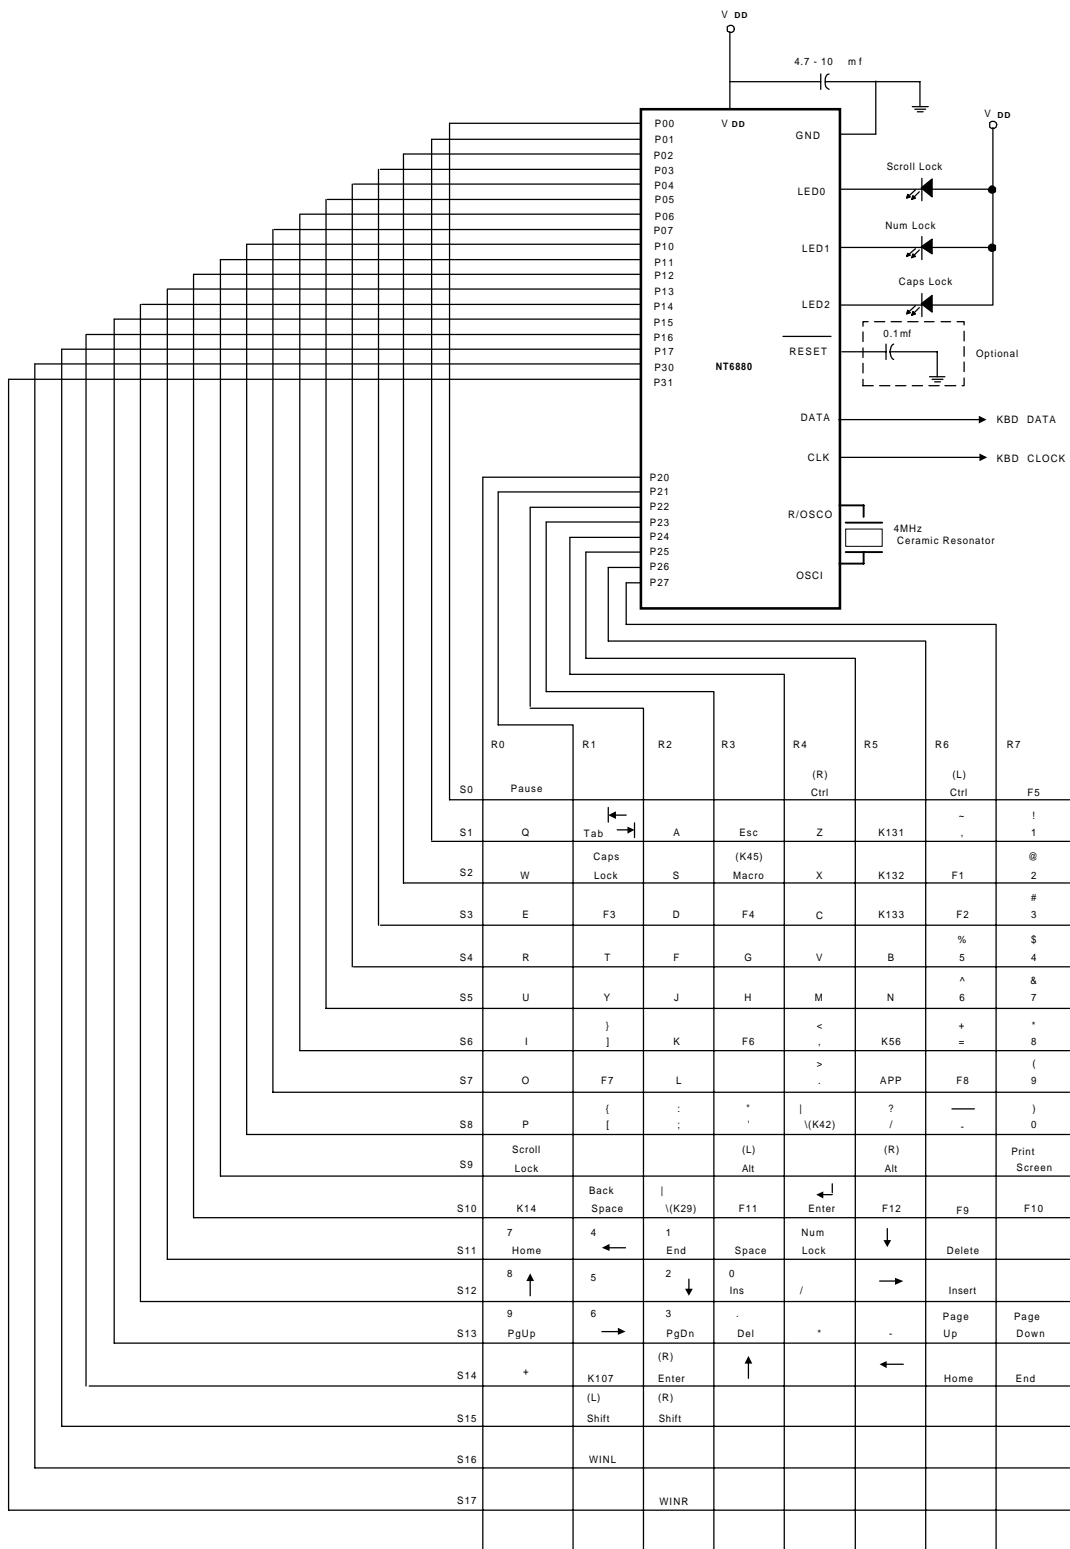 V DD
4.7 - 10 mf
V DD
P00
P01
P02
P03
P04
P05
P06
P07
P10
P11
P12
P13
P14
P15
P16
P17
P30
P31
V DD
GND
LED0
LED1
LED2
RESET
NT6880
DATA
CLK
R/OSCO
OSCI
P20
P21
P22
P23
P24
P25
P26
P27
Scroll Lock
Num Lock
Caps Lock
0.1mf
Optional
KBD DATA
KBD CLOCK
4MHz
Ceramic Resonator
R0 R1 R2 R3 R4 R5 R6 R7
(R) (L)
S0 Pause Ctrl Ctrl F5
~ !
S1 Q Tab A Esc Z K131 , 1
Caps (K45) @
S2 W Lock S Macro X K132 F1 2
#
S3 E F3 D F4 C K133 F2 3
% $
S4 R T F G V B 5 4
^ &
S5 U Y J H M N 6 7
} < + *
S6 I ] K F6 , K56 = 8
> (
S7 O F7 L . APP F8 9
{ : " | ? — )
S8 P [ ; ' \(K42) / - 0
Scroll (L) (R) Print
S9 Lock Alt Alt Screen
Back |
S10 K14 Space \(K29) F11 Enter F12 F9 F10
7 4 1 Num
S11 Home ← End Space Lock ↓ Delete
8 ↑ 5 2 ↓ 0 →
S12 Ins / Insert
9 6 3 . Page Page
S13 PgUp → PgDn Del * - Up Down
(R)
S14 + K107 Enter ↑ ← Home End
(L) (R)
S15 Shift Shift
S16 WINL
S17 WINR